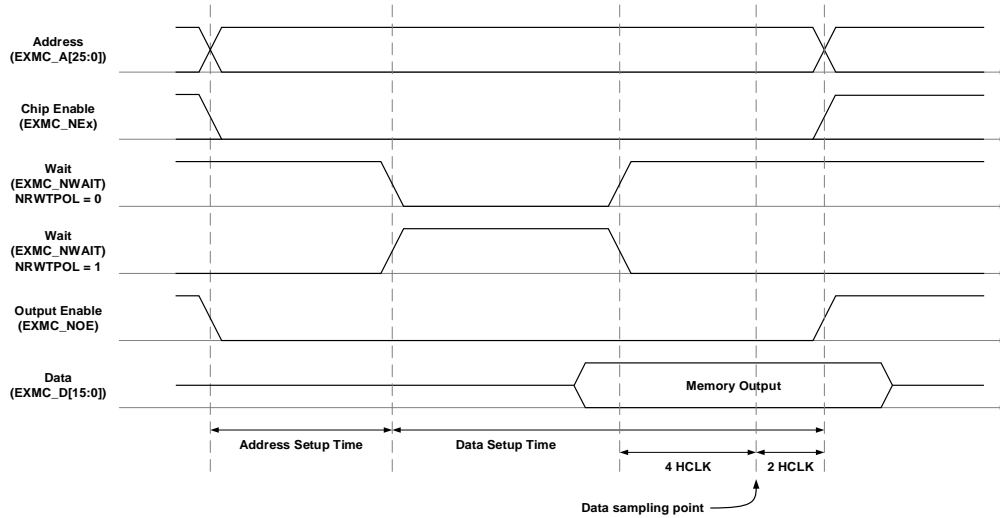 Address
(EXMC_A[25:0])
Chip Enable
(EXMC_NEx)
Wait
(EXMC_NWAIT)
NRWTPOL = 0
Wait
(EXMC_NWAIT)
NRWTPOL = 1
Output Enable
(EXMC_NOE)
Data
(EXMC_D[15:0])
Memory Output
Address Setup Time
Data Setup Time
4 HCLK
2 HCLK
Data sampling point